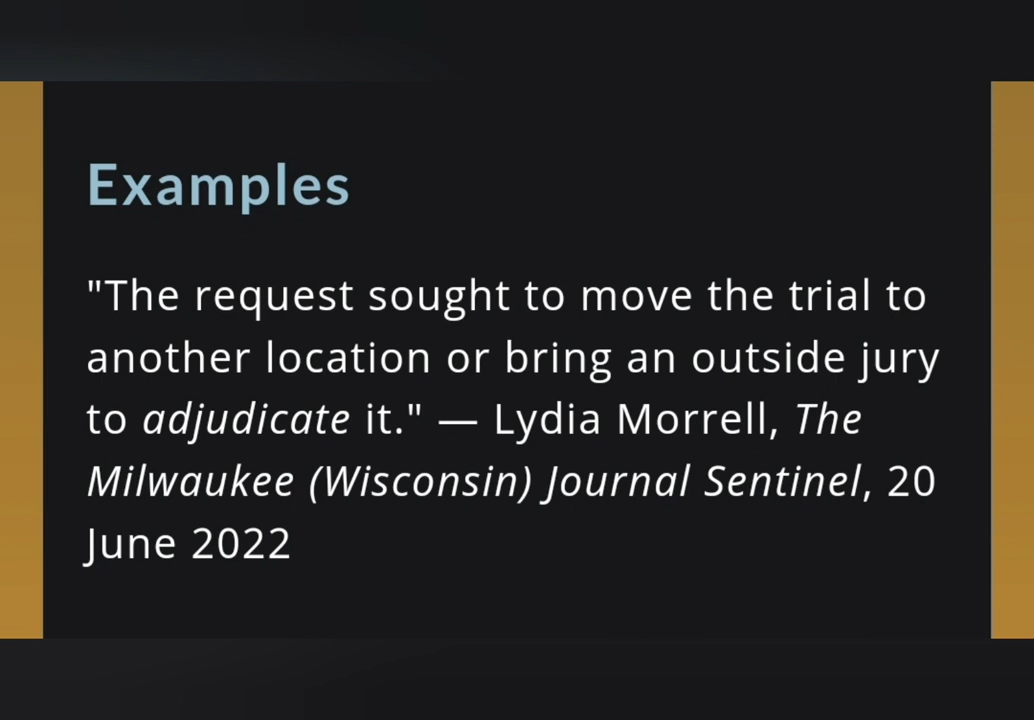 Examples
"The request sought to move the trial to
another location or bring an outside jury
to adjudicate it." — Lydia Morrell, The
Milwaukee (Wisconsin) Journal Sentinel, 20
June 2022